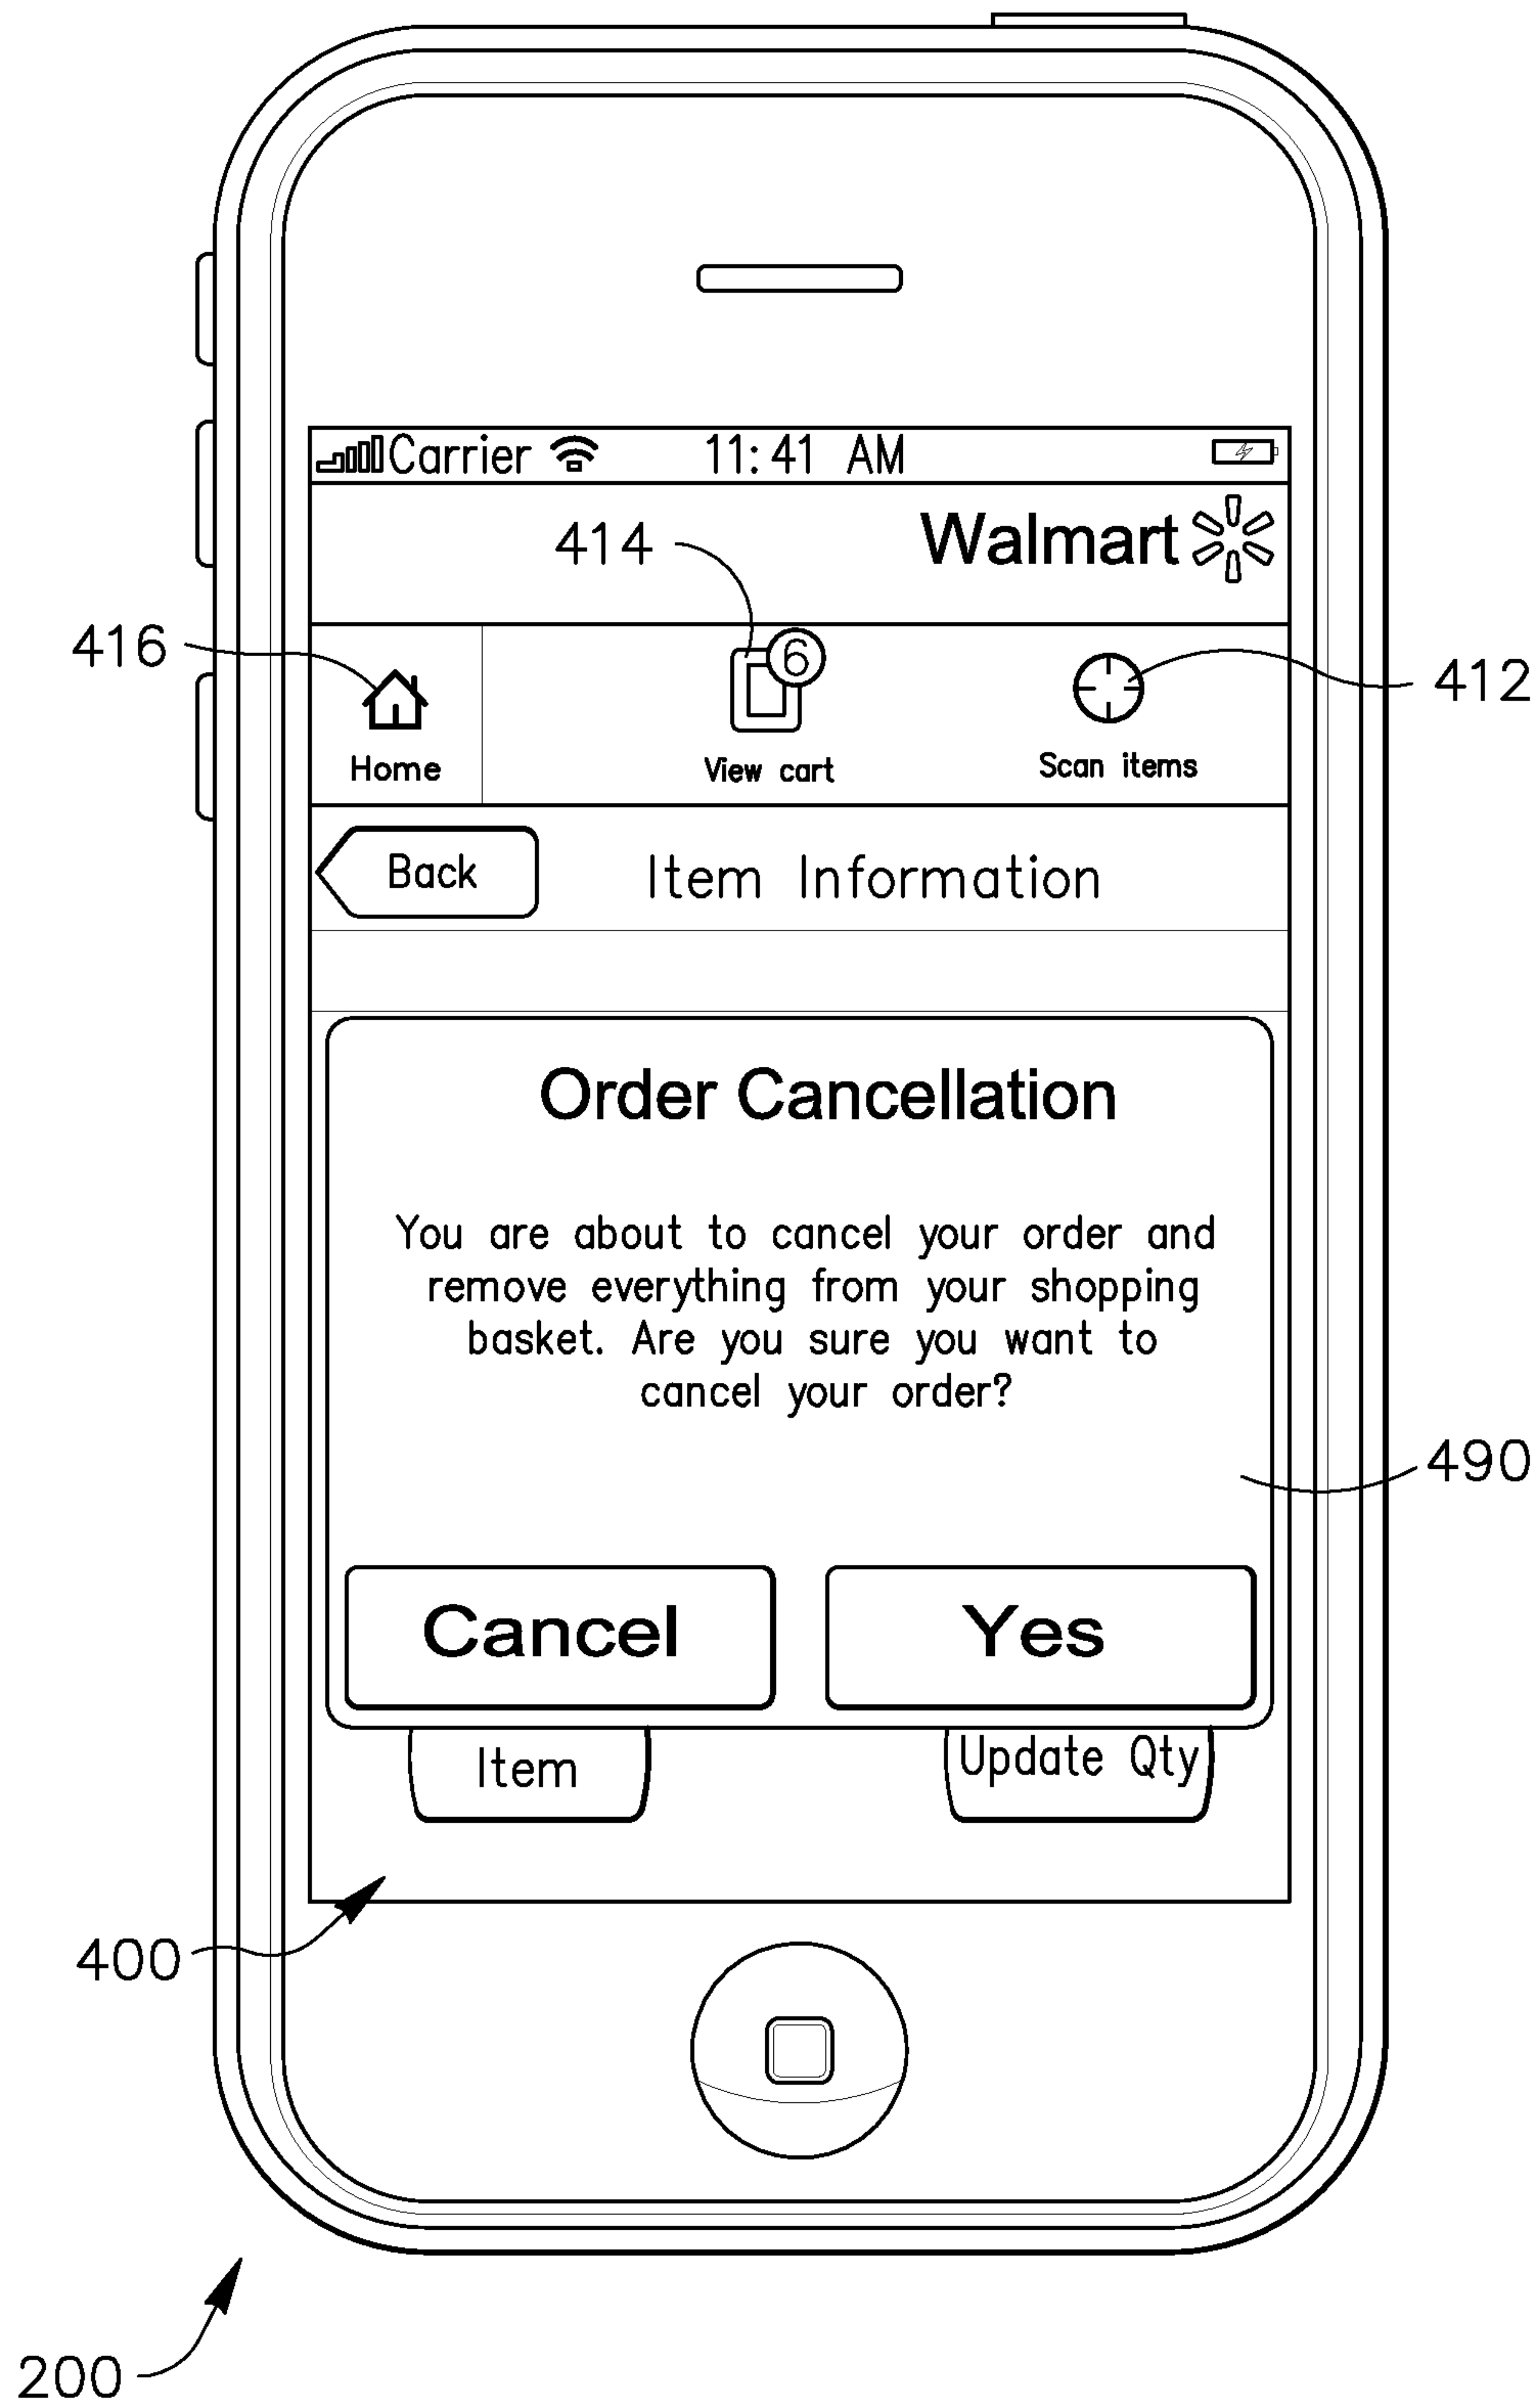 Carrier 11:41 AM
414 Walmart
416 6 412
Home View cart Scan items
Back Item Information
Order Cancellation
You are about to cancel your order and
remove everything from your shopping
basket. Are you sure you want to
cancel your order?
490
Cancel Yes
Item Update Qty
400
200